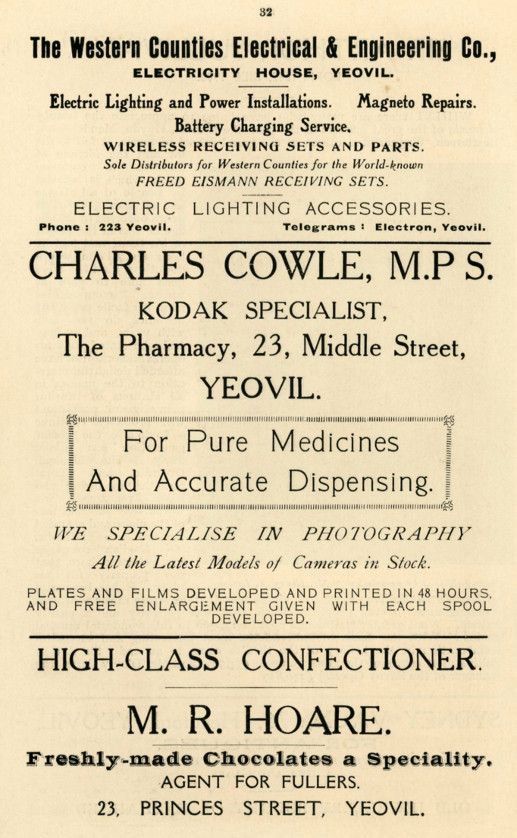 32
The Western Counties Electrical & Engineering Co.,
ELECTRICITY HOUSE, YEOVIL.
Electric Lighting and Power Installations. Magneto Repairs.
Battery Charging Service.
WIRELESS RECEIVING SETS AND PARTS.
Sole Distributors for Western Counties for the World-known
FREED EISMANN RECEIVING SETS.
ELECTRIC LIGHTING ACCESSORIES.
Phone : 223 Yeovil. Telegrams : Electron, Yeovil.
CHARLES COWLE, M.P S.
KODAK SPECIALIST,
The Pharmacy, 23, Middle Street,
YEOVIL.
For Pure Medicines
And Accurate Dispensing.
WE SPECIALISE IN PHOTOGRAPHY
All the Latest Models of Cameras in Stock.
PLATES AND FILMS DEVELOPED AND PRINTED IN 48 HOURS,
AND FREE ENLARGEMENT GIVEN WITH EACH SPOOL
DEVELOPED.
HIGH-CLASS CONFECTIONER.
M. R. HOARE.
Freshly-made Chocolates a Speciality.
AGENT FOR FULLERS.
23, PRINCES STREET, YEOVIL.